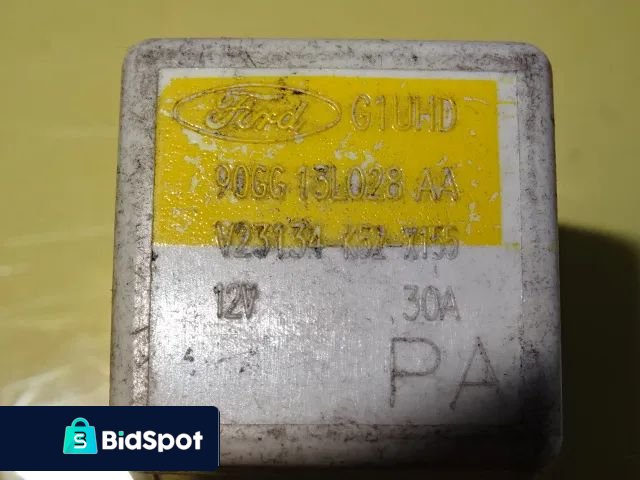 Ford G1UHD
90GG 13L028 AA
V23134-K52-X155
12V 30A
PA
BidSpot